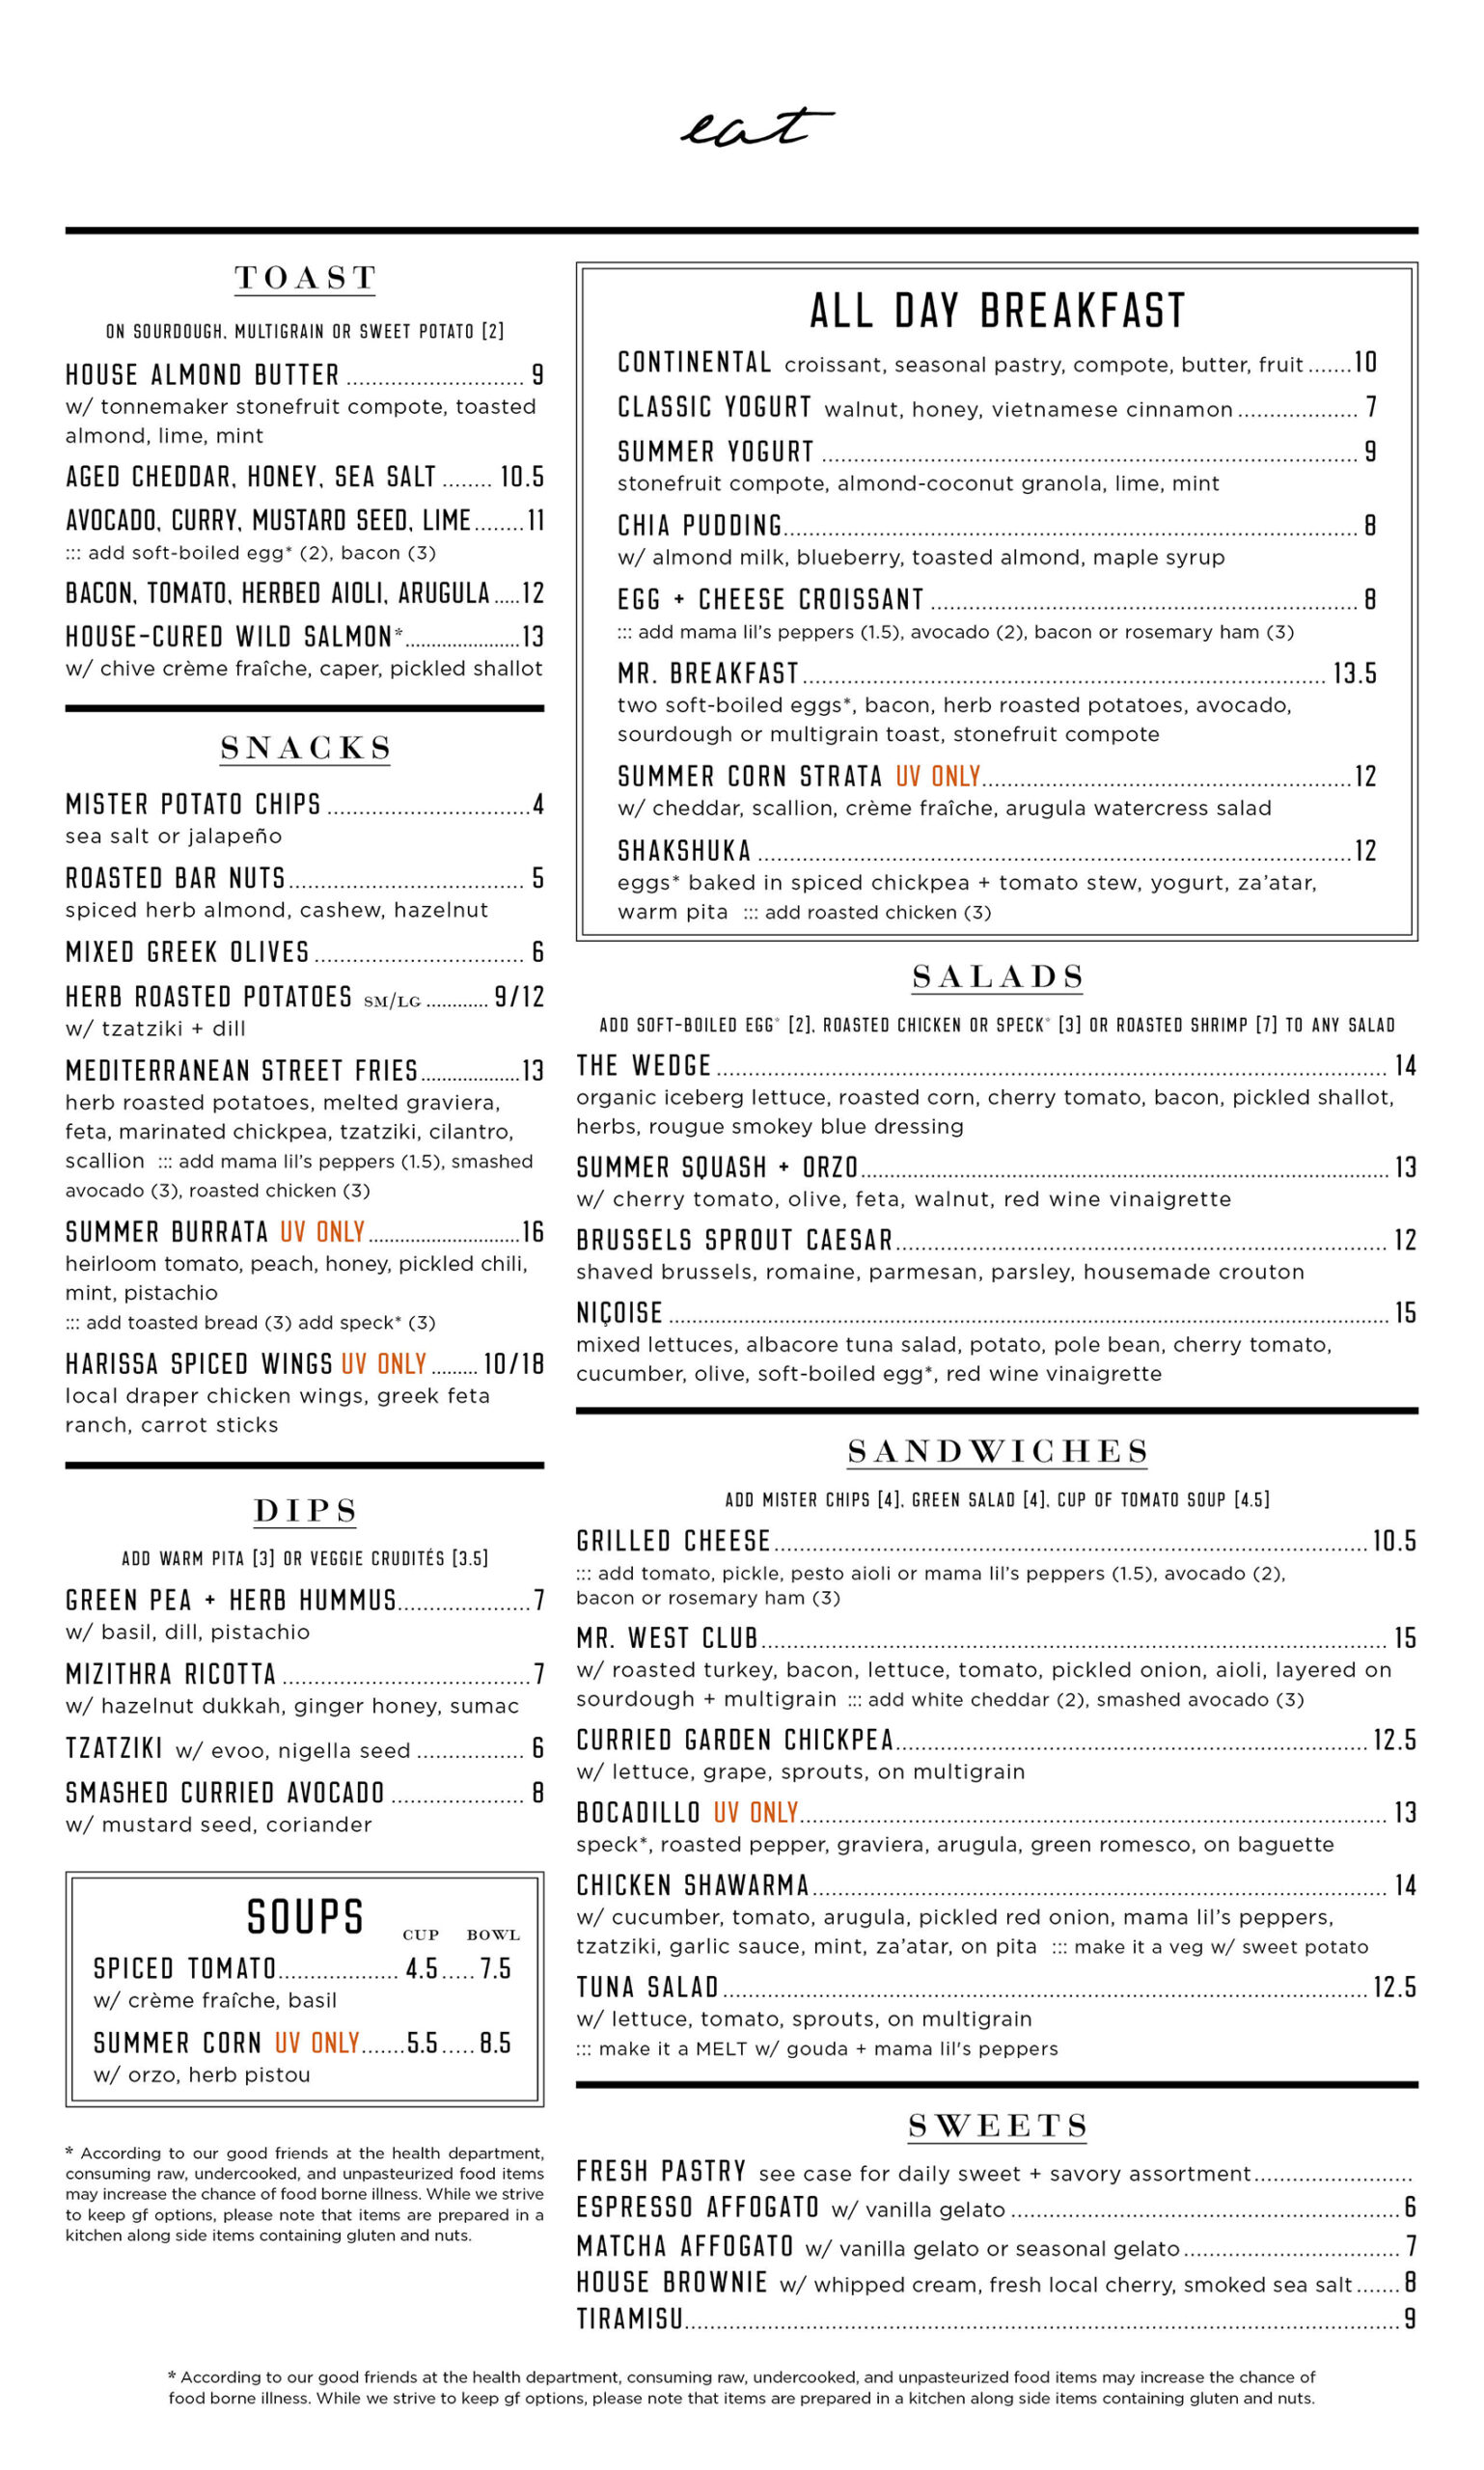 eat
TOAST
ON SOURDOUGH, MULTIGRAIN OR SWEET POTATO [2]
HOUSE ALMOND BUTTER ............................ 9
w/ tonnemaker stonefruit compote, toasted
almond, lime, mint
AGED CHEDDAR, HONEY, SEA SALT ........ 10.5
AVOCADO, CURRY, MUSTARD SEED, LIME........11
::: add soft-boiled egg* (2), bacon (3)
BACON, TOMATO, HERBED AIOLI, ARUGULA.....12
HOUSE-CURED WILD SALMON*......................13
w/ chive crème fraîche, caper, pickled shallot
SNACKS
MISTER POTATO CHIPS ................................4
sea salt or jalapeño
ROASTED BAR NUTS..................................... 5
spiced herb almond, cashew, hazelnut
MIXED GREEK OLIVES................................. 6
HERB ROASTED POTATOES SM/LG............ 9/12
w/ tzatziki + dill
MEDITERRANEAN STREET FRIES...................13
herb roasted potatoes, melted graviera,
feta, marinated chickpea, tzatziki, cilantro,
scallion ::: add mama lil's peppers (1.5), smashed
avocado (3), roasted chicken (3)
SUMMER BURRATA UV ONLY............................16
heirloom tomato, peach, honey, pickled chili,
mint, pistachio
::: add toasted bread (3) add speck* (3)
HARISSA SPICED WINGS UV ONLY......... 10/18
local draper chicken wings, greek feta
ranch, carrot sticks
DIPS
ADD WARM PITA [3] OR VEGGIE CRUDITÉS [3.5]
GREEN PEA + HERB HUMMUS.....................7
w/ basil, dill, pistachio
MIZITHRA RICOTTA .......................................7
w/ hazelnut dukkah, ginger honey, sumac
TZATZIKI w/ evoo, nigella seed ................. 6
SMASHED CURRIED AVOCADO ..................... 8
w/ mustard seed, coriander
SOUPS CUP BOWL
SPICED TOMATO................... 4.5..... 7.5
w/ crème fraîche, basil
SUMMER CORN UV ONLY.......5.5..... 8.5
w/ orzo, herb pistou
* According to our good friends at the health department,
consuming raw, undercooked, and unpasteurized food items
may increase the chance of food borne illness. While we strive
to keep gf options, please note that items are prepared in a
kitchen along side items containing gluten and nuts.
ALL DAY BREAKFAST
CONTINENTAL croissant, seasonal pastry, compote, butter, fruit.......10
CLASSIC YOGURT walnut, honey, vietnamese cinnamon................... 7
SUMMER YOGURT ..................................................................................... 9
stonefruit compote, almond-coconut granola, lime, mint
CHIA PUDDING........................................................................................... 8
w/ almond milk, blueberry, toasted almond, maple syrup
EGG + CHEESE CROISSANT ................................................................... 8
::: add mama lil's peppers (1.5), avocado (2), bacon or rosemary ham (3)
MR. BREAKFAST................................................................................... 13.5
two soft-boiled eggs*, bacon, herb roasted potatoes, avocado,
sourdough or multigrain toast, stonefruit compote
SUMMER CORN STRATA UV ONLY..........................................................12
w/ cheddar, scallion, crème fraîche, arugula watercress salad
SHAKSHUKA .............................................................................................12
eggs* baked in spiced chickpea + tomato stew, yogurt, za'atar,
warm pita ::: add roasted chicken (3)
SALADS
ADD SOFT-BOILED EGG* [2], ROASTED CHICKEN OR SPECK* [3] OR ROASTED SHRIMP [7] TO ANY SALAD
THE WEDGE.......................................................................................................... 14
organic iceberg lettuce, roasted corn, cherry tomato, bacon, pickled shallot,
herbs, rougue smokey blue dressing
SUMMER SQUASH + ORZO................................................................................... 13
w/ cherry tomato, olive, feta, walnut, red wine vinaigrette
BRUSSELS SPROUT CAESAR............................................................................. 12
shaved brussels, romaine, parmesan, parsley, housemade crouton
NIÇOISE ................................................................................................................. 15
mixed lettuces, albacore tuna salad, potato, pole bean, cherry tomato,
cucumber, olive, soft-boiled egg*, red wine vinaigrette
SANDWICHES
ADD MISTER CHIPS [4], GREEN SALAD [4], CUP OF TOMATO SOUP [4.5]
GRILLED CHEESE.............................................................................................10.5
::: add tomato, pickle, pesto aioli or mama lil's peppers (1.5), avocado (2),
bacon or rosemary ham (3)
MR. WEST CLUB................................................................................................... 15
w/ roasted turkey, bacon, lettuce, tomato, pickled onion, aioli, layered on
sourdough + multigrain ::: add white cheddar (2), smashed avocado (3)
CURRIED GARDEN CHICKPEA.......................................................................... 12.5
w/ lettuce, grape, sprouts, on multigrain
BOCADILLO UV ONLY............................................................................................ 13
speck*, roasted pepper, graviera, arugula, green romesco, on baguette
CHICKEN SHAWARMA........................................................................................... 14
w/ cucumber, tomato, arugula, pickled red onion, mama lil's peppers,
tzatziki, garlic sauce, mint, za'atar, on pita ::: make it a veg w/ sweet potato
TUNA SALAD.....................................................................................................12.5
w/ lettuce, tomato, sprouts, on multigrain
::: make it a MELT w/ gouda + mama lil's peppers
SWEETS
FRESH PASTRY see case for daily sweet + savory assortment.........................
ESPRESSO AFFOGATO w/ vanilla gelato ............................................................. 6
MATCHA AFFOGATO w/ vanilla gelato or seasonal gelato.................................. 7
HOUSE BROWNIE w/ whipped cream, fresh local cherry, smoked sea salt....... 8
TIRAMISU................................................................................................................ 9
* According to our good friends at the health department, consuming raw, undercooked, and unpasteurized food items may increase the chance of
food borne illness. While we strive to keep gf options, please note that items are prepared in a kitchen along side items containing gluten and nuts.